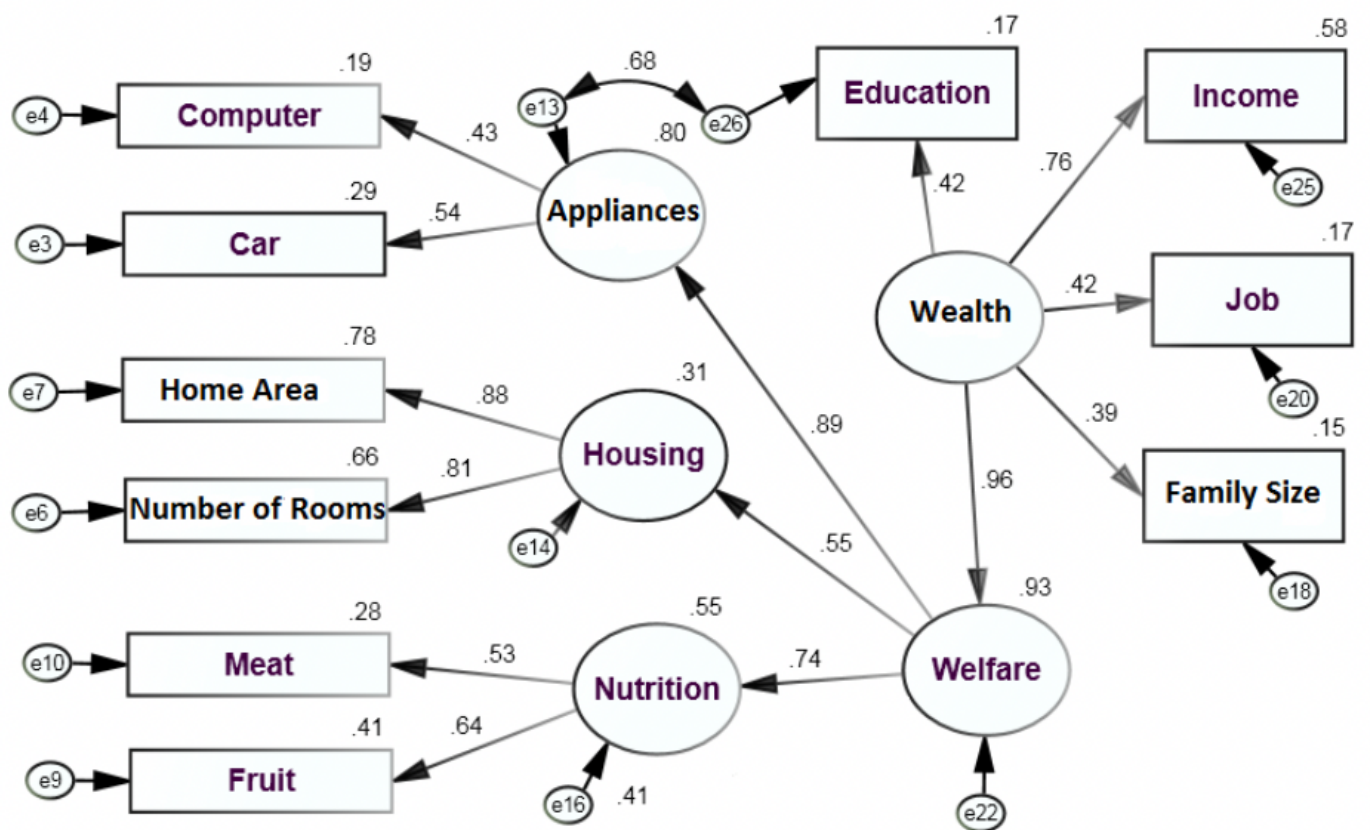 .17
.58
.68
.19
e4
Computer
e13
e26
.80
Education
Income
.43
.42
.76
e25
.29
e3
Car
.54
Appliances
.17
Wealth
.42
Job
e20
.78
e7
Home Area
.88
.31
Housing
.89
.39
.15
.66
e6
Number of Rooms
.81
e14
.55
.96
Family Size
e18
.28
e10
Meat
.53
.55
Nutrition
.74
.93
Welfare
.41
e9
Fruit
.64
e16
.41
e22